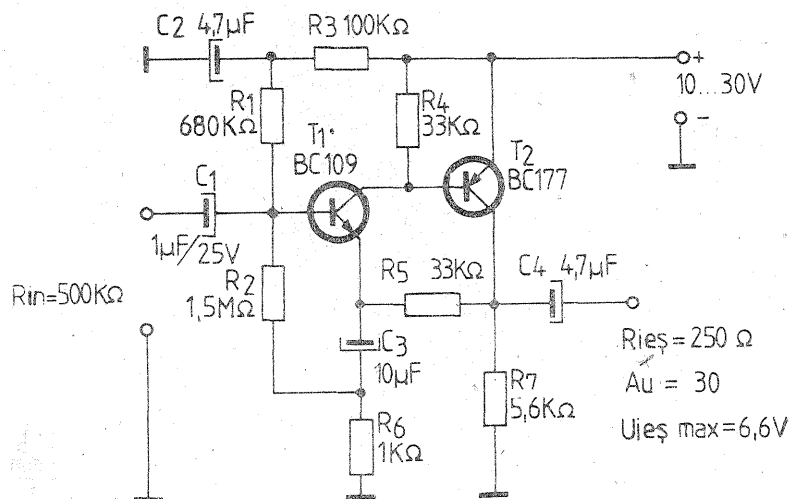 C2 4,7µF
R3 100KΩ
+
10...30V
-
R1
680KΩ
R4
33KΩ
T1
BC109
T2
BC177
C1
1µF/25V
R2
1,5MΩ
R5 33KΩ
C4 4,7µF
Rin=500KΩ
C3
10µF
R6
1KΩ
R7
5,6KΩ
Rieş = 250 Ω
Au = 30
Uieş max=6,6V